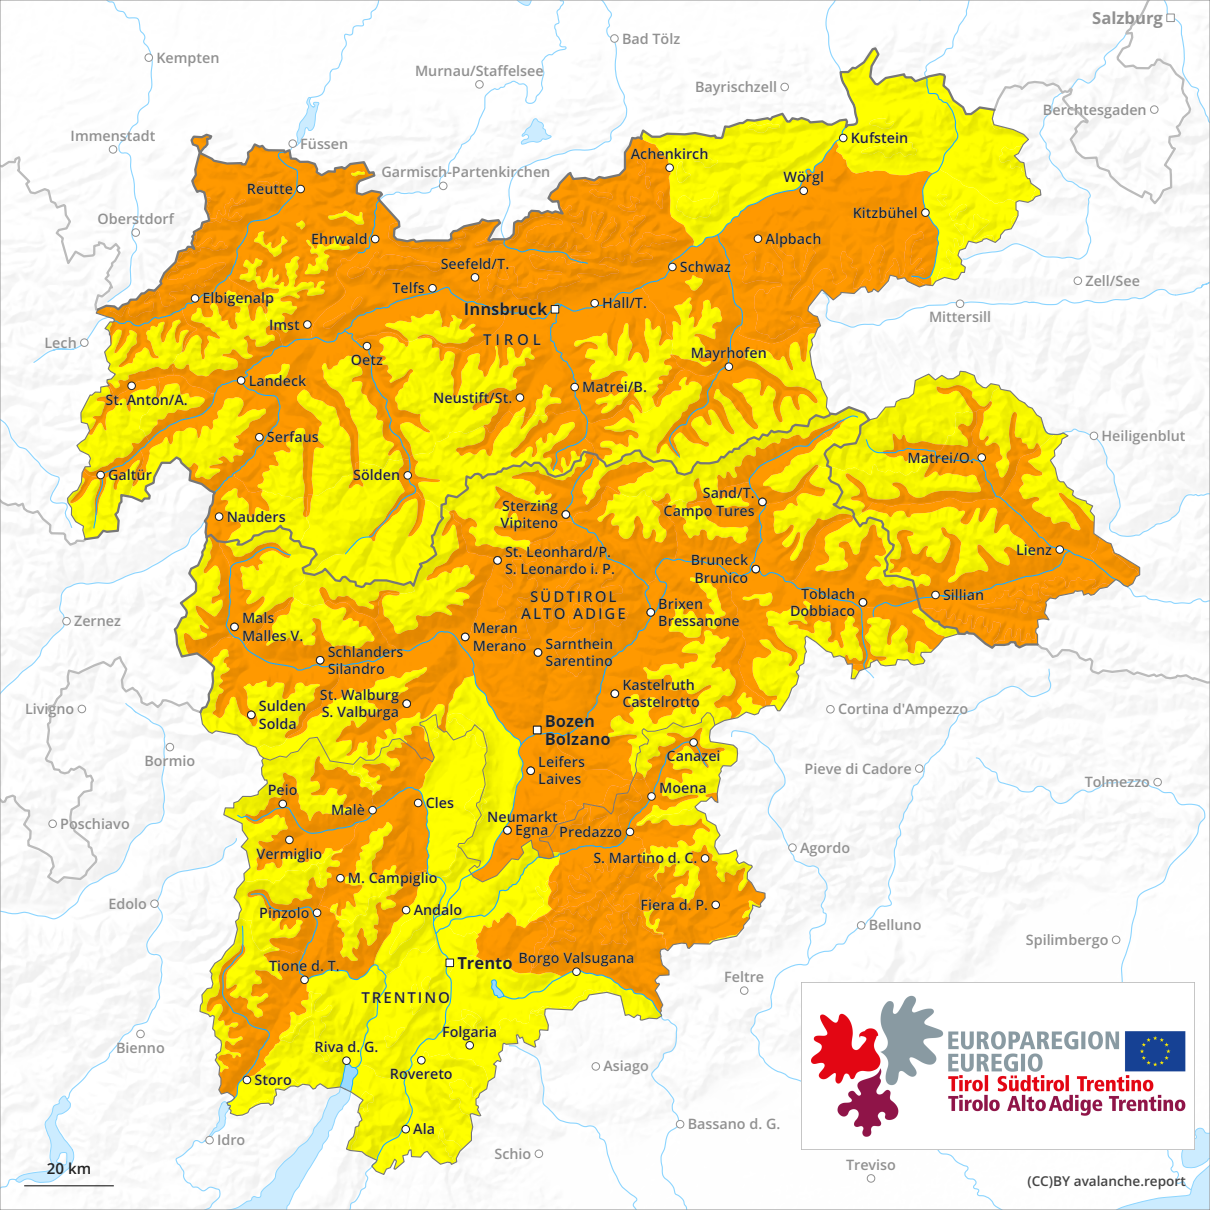 Salzburg
Bad Tölz
Kempten
Murnau/Staffelsee
Bayrischzell
Berchtesgaden
Immenstadt
Füssen
Kufstein
Achenkirch
Garmisch-Partenkirchen
Wörgl
Reutte
Oberstdorf
Kitzbühel
Ehrwald
Alpbach
Seefeld/T.
Schwaz
Zell/See
Telfs
Elbigenalp
Hall/T.
Innsbruck
Mittersill
Imst
TIROL
Lech
Oetz
Mayrhofen
Landeck
Matrei/B.
St. Anton/A.
Neustift/St.
Serfaus
Heiligenblut
Matrei/O.
Galtür
Sölden
Sand/T.
Campo Tures
Sterzing
Vipiteno
Nauders
Lienz
St. Leonhard/P.
S. Leonardo i. P.
Bruneck
Brunico
SÜDTIROL
ALTO ADIGE
Toblach
Dobbiaco
Sillian
Brixen
Bressanone
Zernez
Mals
Malles V.
Meran
Merano
Sarnthein
Sarentino
Schlanders
Silandro
Kastelruth
Castelrotto
St. Walburg
S. Valburga
Livigno
Sulden
Solda
Cortina d'Ampezzo
Bozen
Bolzano
Bormio
Canazei
Leifers
Laives
Pieve di Cadore
Tolmezzo
Peio
Moena
Malè
Cles
Poschiavo
Neumarkt
Egna
Predazzo
Vermiglio
Agordo
S. Martino d. C.
M. Campiglio
Edolo
Pinzolo
Andalo
Fiera d. P.
Belluno
Spilimbergo
Tione d. T.
Trento
Borgo Valsugana
Feltre
TRENTINO
Bienno
Folgaria
Riva d. G.
Rovereto
Asiago
Storo
EUROPAREGION
EUREGIO
Tirol Südtirol Trentino
Tirolo Alto Adige Trentino
Idro
Ala
Bassano d. G.
Schio
Treviso
20 km
(CC)BY avalanche.report